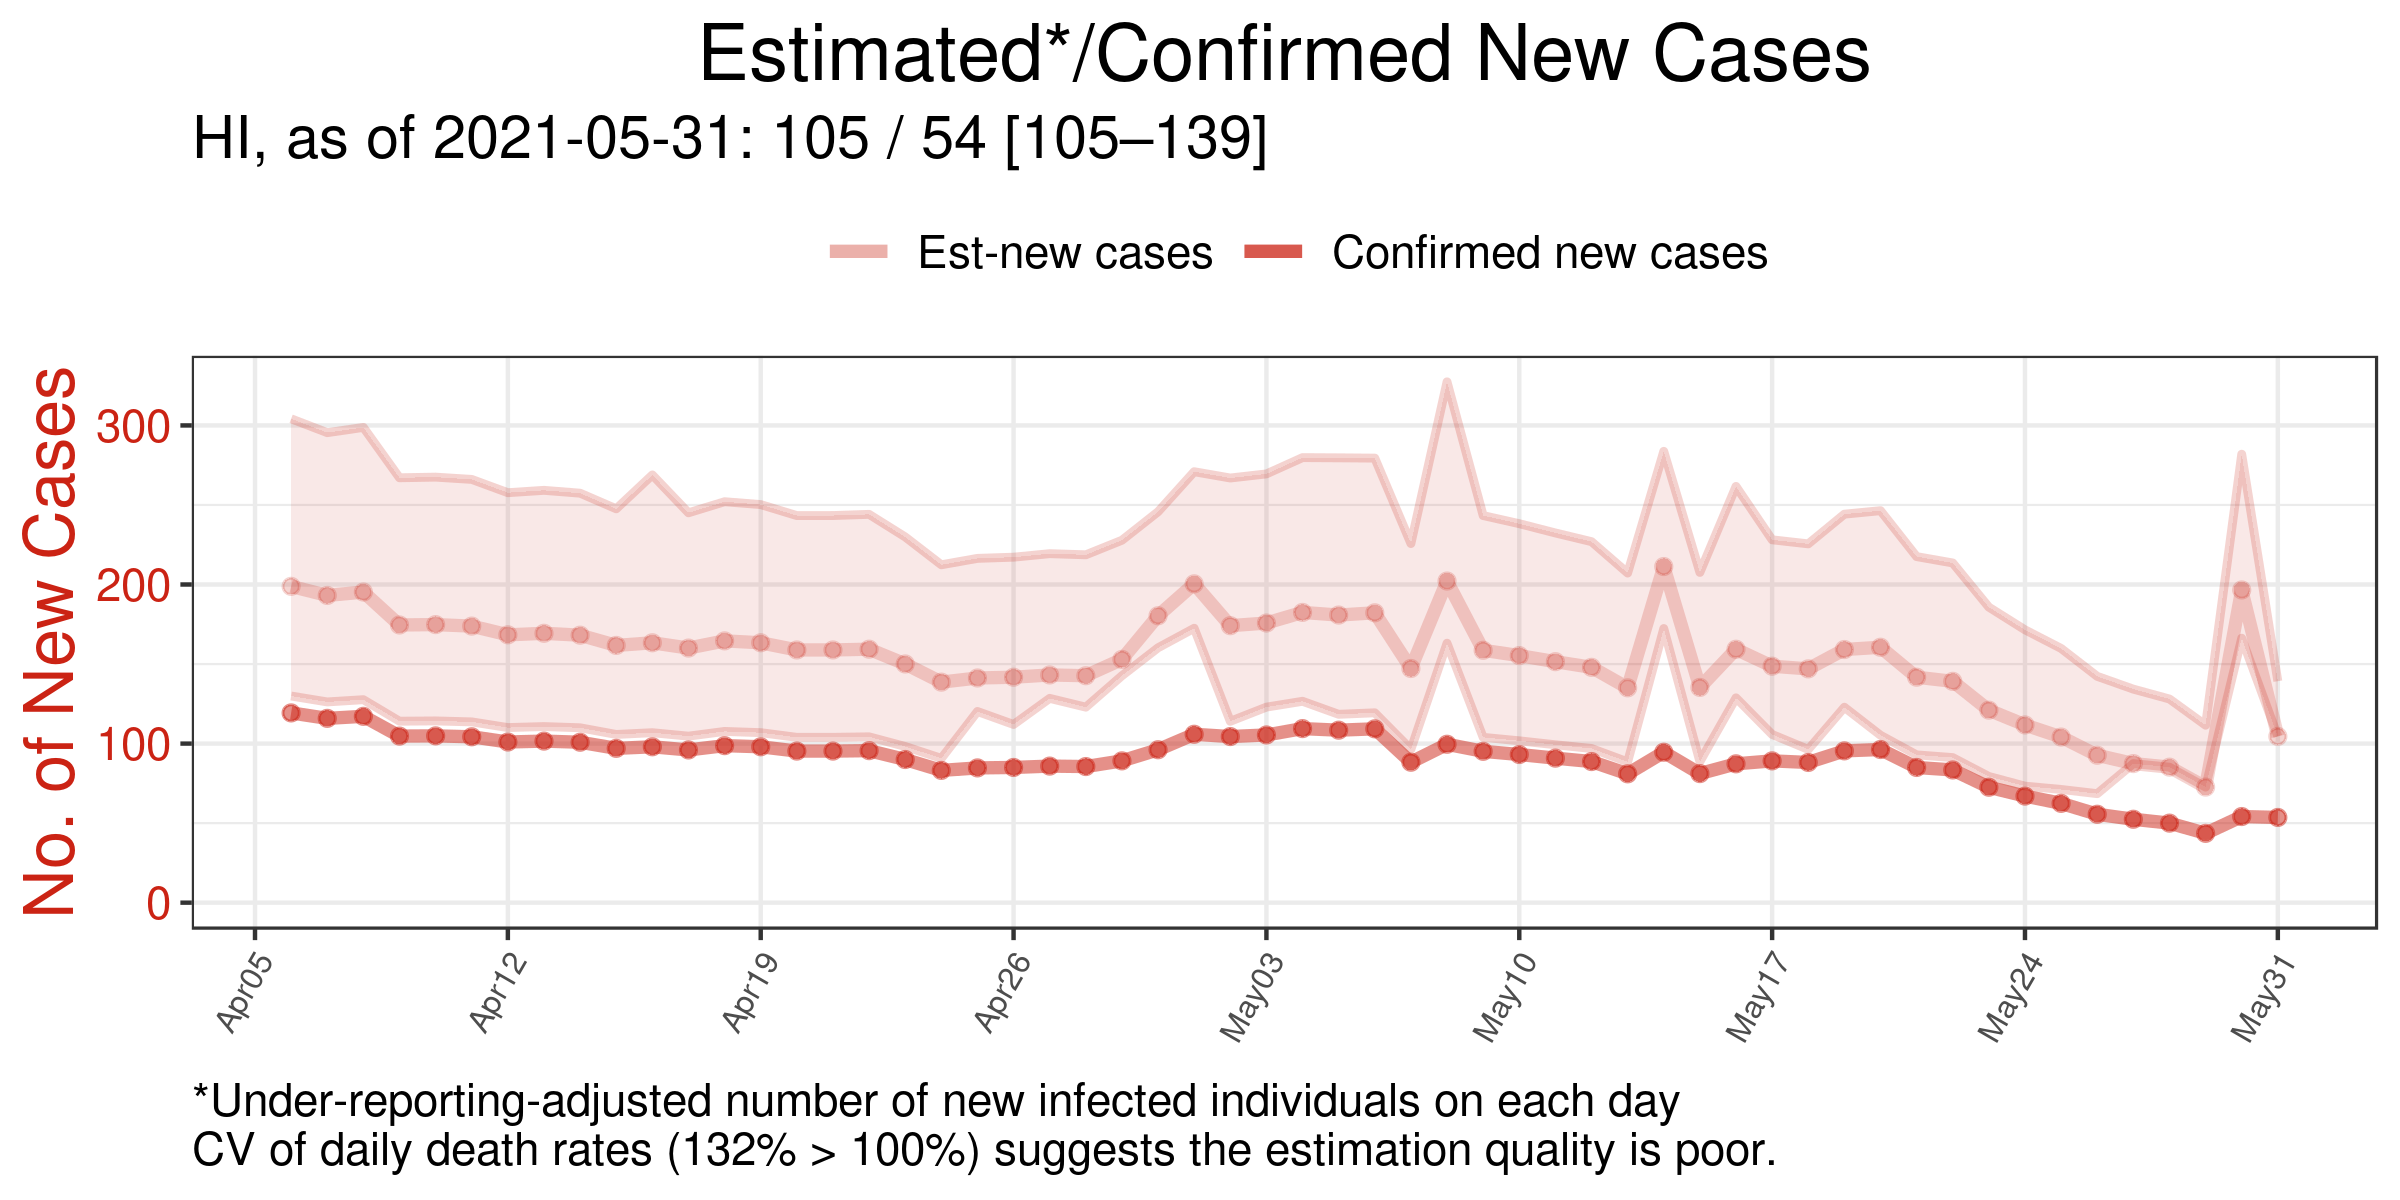 Estimated*/Confirmed New Cases
HI, as of 2021-05-31: 105 / 54 [105–139]
Est-new cases
Confirmed new cases
No. of New Cases
300
200
100
0
Apr05
Apr12
Apr19
Apr26
May03
May10
May17
May24
May31
*Under-reporting-adjusted number of new infected individuals on each day
CV of daily death rates (132% > 100%) suggests the estimation quality is poor.